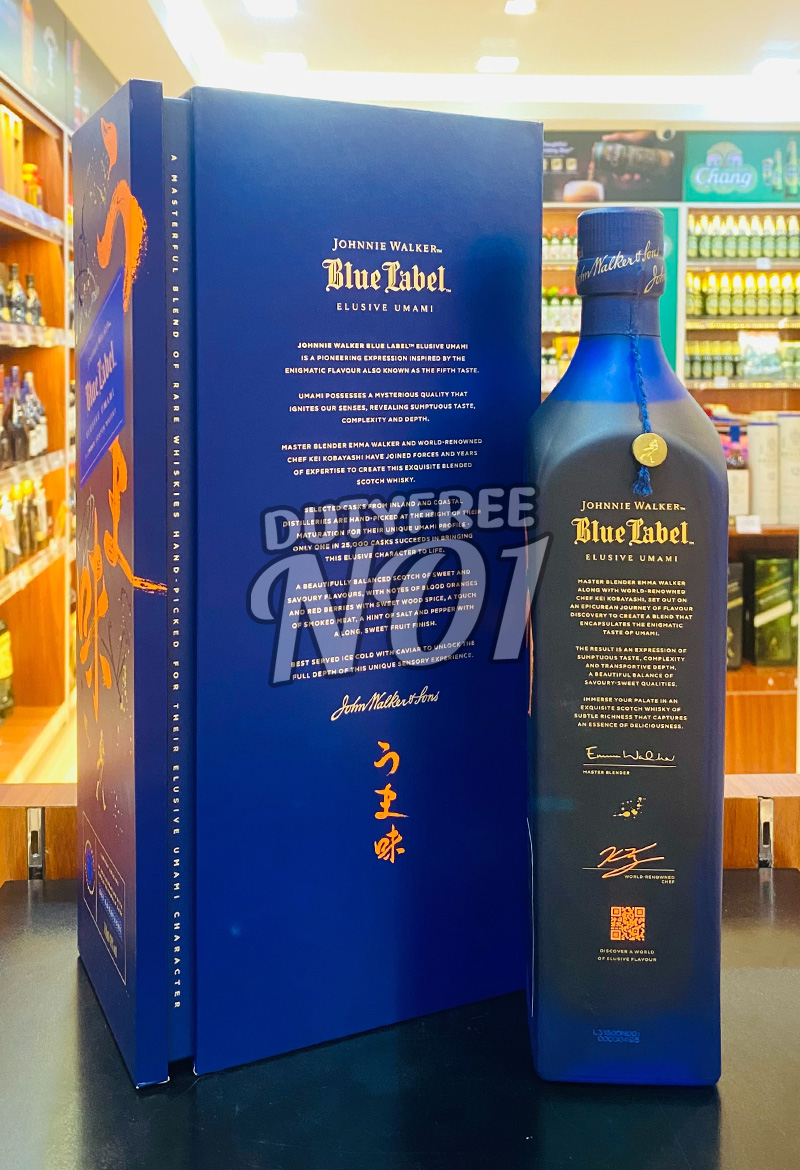 A MASTERFUL BLEND OF RARE WHISKIES HAND-PICKED FOR THEIR ELUSIVE UMAMI CHARACTER
Blue Label
JOHNNIE WALKER™
Blue Label™
ELUSIVE UMAMI
JOHNNIE WALKER BLUE LABEL™ ELUSIVE UMAMI
IS A PIONEERING EXPRESSION INSPIRED BY THE
ENIGMATIC FLAVOUR ALSO KNOWN AS THE FIFTH TASTE.
UMAMI POSSESSES A MYSTERIOUS QUALITY THAT
IGNITES OUR SENSES, REVEALING SUMPTUOUS TASTE,
COMPLEXITY AND DEPTH.
MASTER BLENDER EMMA WALKER AND WORLD-RENOWNED
CHEF KEI KOBAYASHI HAVE JOINED FORCES AND YEARS
OF EXPERTISE TO CREATE THIS EXQUISITE BLENDED
SCOTCH WHISKY.
SELECTED CASKS FROM INLAND AND COASTAL
DISTILLERIES ARE HAND-PICKED AT THE HEIGHT OF THEIR
MATURATION FOR THEIR UNIQUE UMAMI PROFILE -
ONLY ONE IN 25,000 CASKS SUCCEEDS IN BRINGING
THIS ELUSIVE CHARACTER TO LIFE.
A BEAUTIFULLY BALANCED SCOTCH OF SWEET AND
SAVOURY FLAVOURS, WITH NOTES OF BLOOD ORANGES
AND RED BERRIES WITH SWEET WOOD SPICE, A TOUCH
OF SMOKED MEAT, A HINT OF SALT AND PEPPER WITH
A LONG, SWEET FRUIT FINISH.
BEST SERVED ICE COLD WITH CAVIAR TO UNLOCK THE
FULL DEPTH OF THIS UNIQUE SENSORY EXPERIENCE.
John Walker & Sons
うま味
DUTYFREE
NO1
Chang
John Walker & Sons
JOHNNIE WALKER™
Blue Label™
ELUSIVE UMAMI
MASTER BLENDER EMMA WALKER
ALONG WITH WORLD-RENOWNED
CHEF KEI KOBAYASHI, SET OUT ON
AN EPICUREAN JOURNEY OF FLAVOUR
DISCOVERY TO CREATE A BLEND THAT
ENCAPSULATES THE ENIGMATIC
TASTE OF UMAMI.
THE RESULT IS AN EXPRESSION OF
SUMPTUOUS TASTE, COMPLEXITY
AND TRANSPORTIVE DEPTH.
A BEAUTIFUL BALANCE OF
SAVOURY-SWEET QUALITIES.
IMMERSE YOUR PALATE IN AN
EXQUISITE SCOTCH WHISKY OF
SUBTLE RICHNESS THAT CAPTURES
AN ESSENCE OF DELICIOUSNESS.
Emma Walker
MASTER BLENDER
WORLD-RENOWNED
CHEF
DISCOVER A WORLD
OF ELUSIVE FLAVOUR